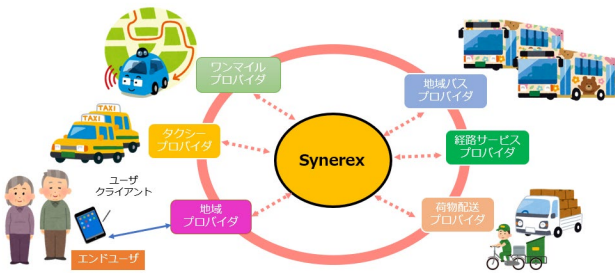 ワンマイル
プロバイダ
地域バス
プロバイダ
TAXI
TAXI
タクシー
プロバイダ
Synerex
経路サービス
プロバイダ
ユーザ
クライアント
地域
プロバイダ
荷物配送
プロバイダ
エンドユーザ